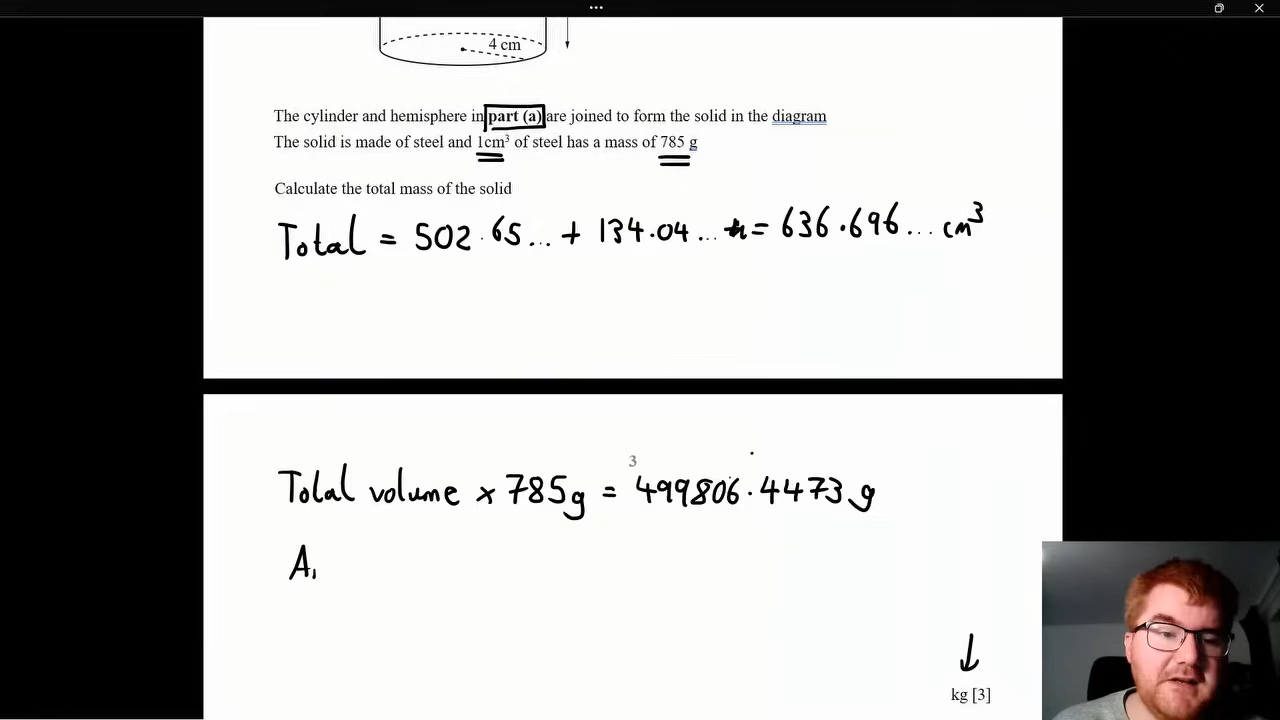 4 cm
The cylinder and hemisphere in part (a) are joined to form the solid in the diagram
The solid is made of steel and 1cm³ of steel has a mass of 785 g
Calculate the total mass of the solid
Total = 502.65... + 134.04... = 636.696... cm³
3
Total volume × 785g = 499806.4473g
A
kg [3]